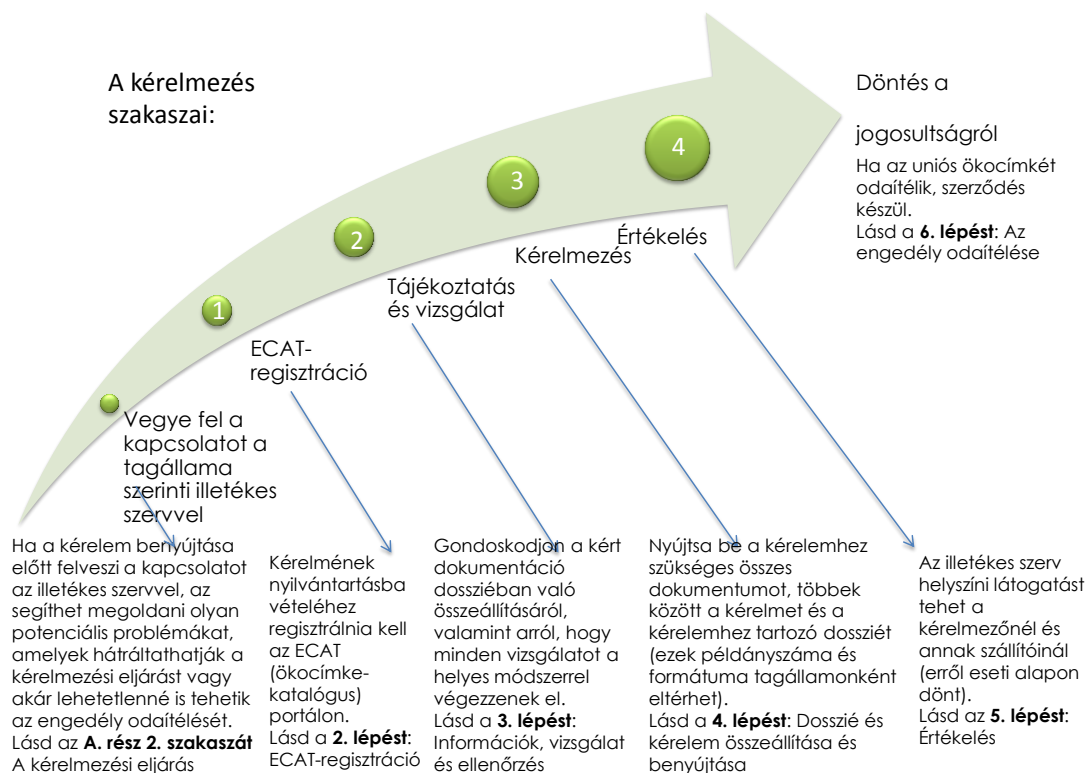 A kérelmezés
szakaszai:
1
2
3
4
Vegye fel a
kapcsolatot a
tagállama
szerinti illetékes
szervvel
ECAT-
regisztráció
Tájékoztatás
és vizsgálat
Kérelmezés
Értékelés
Döntés a
jogosultságról
Ha az uniós ökocímkét
odaítélik, szerződés
készül.
Lásd a 6. lépést: Az
engedély odaítélése
Ha a kérelem benyújtása
előtt felveszi a kapcsolatot
az illetékes szervvel, az
segíthet megoldani olyan
potenciális problémákat,
amelyek hátráltathatják a
kérelmezési eljárást vagy
akár lehetetlenné is tehetik
az engedély odaítélését.
Lásd az A. rész 2. szakaszát
A kérelmezési eljárás
Kérelmének
nyilvántartásba
vételéhez
regisztrálnia kell
az ECAT
(ökocímke-
katalógus)
portálon.
Lásd a 2. lépést:
ECAT-regisztráció
Gondoskodjon a kért
dokumentáció
dossziéban való
összeállításáról,
valamint arról, hogy
minden vizsgálatot a
helyes módszerrel
végezzenek el.
Lásd a 3. lépést:
Információk, vizsgálat
és ellenőrzés
Nyújtsa be a kérelemhez
szükséges összes
dokumentumot, többek
között a kérelmet és a
kérelemhez tartozó dossziét
(ezek példányszáma és
formátuma tagállamonként
eltérhet).
Lásd a 4. lépést: Dosszié és
kérelem összeállítása és
benyújtása
Az illetékes szerv
helyszíni látogatást
tehet a
kérelmezőnél és
annak szállítóinál
(erről eseti alapon
dönt).
Lásd az 5. lépést:
Értékelés